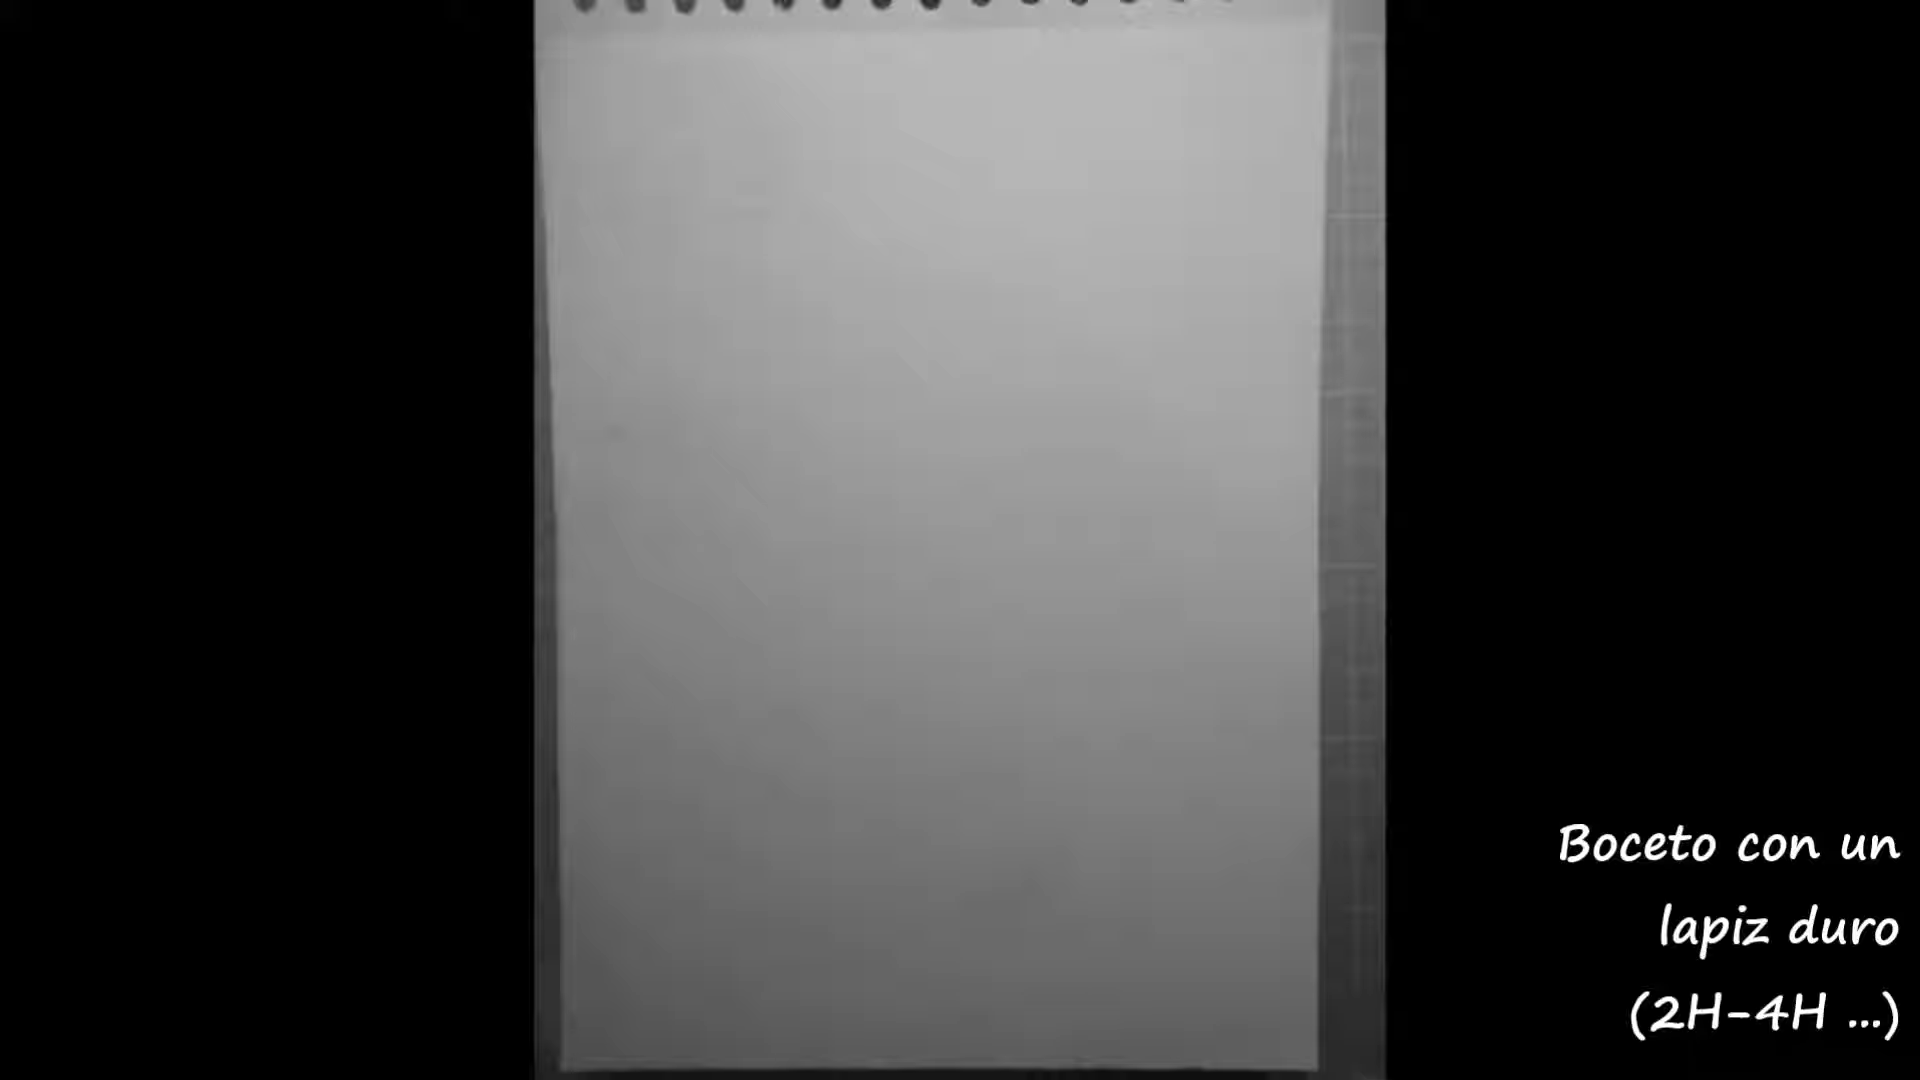 Boceto con un
lapiz duro
(2H-4H ...)